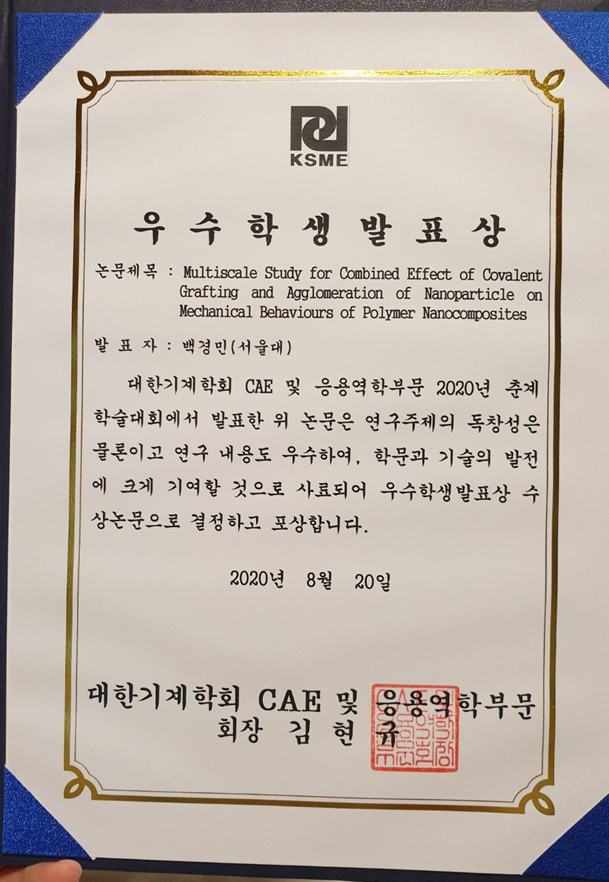 KSME
우수학생발표상
논문제목 : Multiscale Study for Combined Effect of Covalent
Grafting and Agglomeration of Nanoparticle on
Mechanical Behaviours of Polymer Nanocomposites
발 표 자 : 백경민(서울대)
대한기계학회 CAE 및 응용역학부문 2020년 춘계
학술대회에서 발표한 위 논문은 연구주제의 독창성은
물론이고 연구 내용도 우수하여, 학문과 기술의 발전
에 크게 기여할 것으로 사료되어 우수학생발표상 수
상논문으로 결정하고 포상합니다.
2020년 8월 20일
대한기계학회 CAE 및 응용역학부문
회장 김 현 규